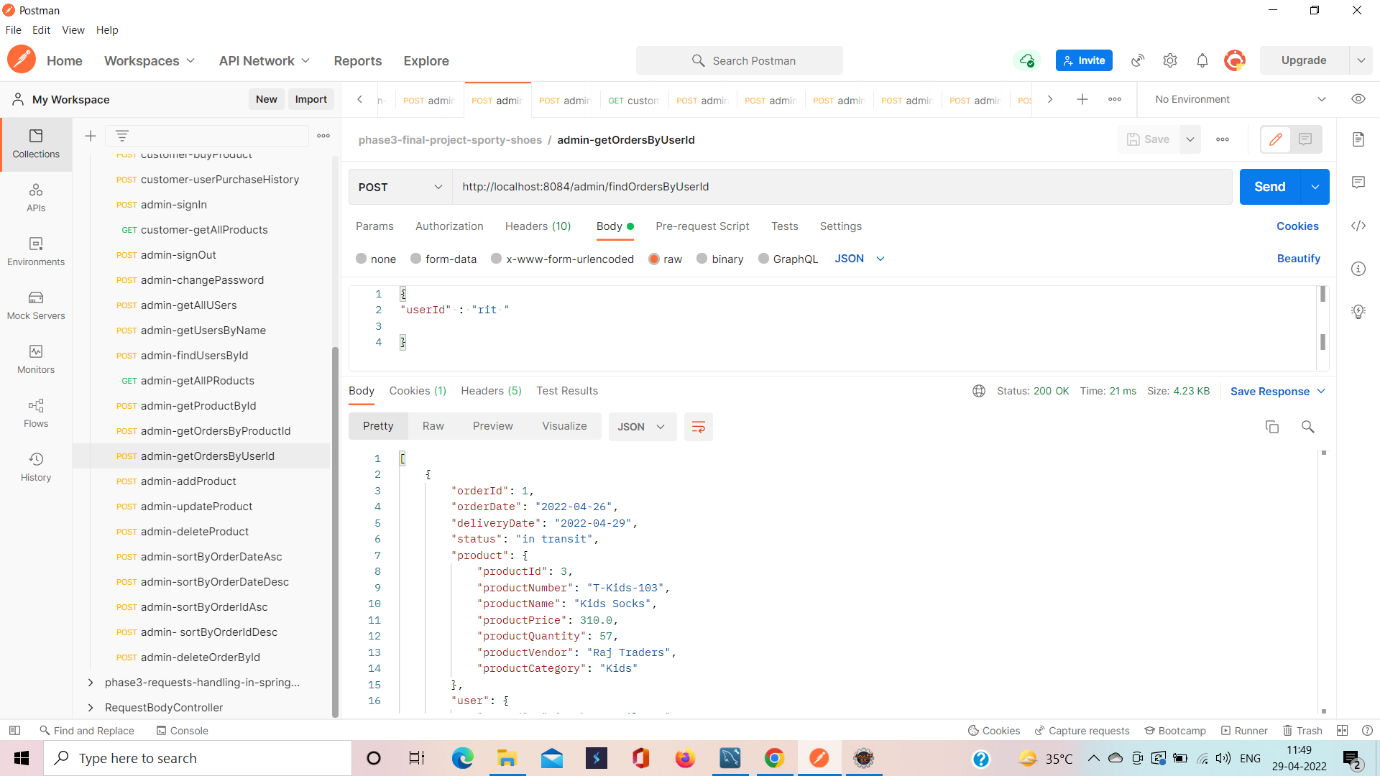 Postman
File Edit View Help
Home Workspaces API Network Reports Explore Search Postman Invite Upgrade
My Workspace New Import
POST admin POST admin POST admin GET custom POST admin POST admin POST admin POST admin POST admin No Environment
Collections
APIs
Environments
Mock Servers
Monitors
Flows
History
POST customer-buyProduct
POST customer-userPurchaseHistory
POST admin-signIn
GET customer-getAllProducts
POST admin-signOut
POST admin-changePassword
POST admin-getAllUSers
POST admin-getUsersByName
POST admin-findUsersById
GET admin-getAllPRoducts
POST admin-getProductById
POST admin-getOrdersByProductId
POST admin-getOrdersByUserId
POST admin-addProduct
POST admin-updateProduct
POST admin-deleteProduct
POST admin-sortByOrderDateAsc
POST admin-sortByOrderDateDesc
POST admin-sortByOrderIdAsc
POST admin- sortByOrderIdDesc
POST admin-deleteOrderById
phase3-requests-handling-in-spring...
RequestBodyController
phase3-final-project-sporty-shoes / admin-getOrdersByUserId Save
POST http://localhost:8084/admin/findOrdersByUserId Send
Params Authorization Headers (10) Body Pre-request Script Tests Settings Cookies
none form-data x-www-form-urlencoded raw binary GraphQL JSON Beautify
1 {
2 "userId" : "rit "
3
4 }
Body Cookies (1) Headers (5) Test Results Status: 200 OK Time: 21 ms Size: 4.23 KB Save Response
Pretty Raw Preview Visualize JSON
1 [
2 {
3 "orderId": 1,
4 "orderDate": "2022-04-26",
5 "deliveryDate": "2022-04-29",
6 "status": "in transit",
7 "product": {
8 "productId": 3,
9 "productNumber": "T-Kids-103",
10 "productName": "Kids Socks",
11 "productPrice": 310.0,
12 "productQuantity": 57,
13 "productVendor": "Raj Traders",
14 "productCategory": "Kids"
15 },
16 "user": {
Find and Replace Console Cookies Capture requests Bootcamp Runner Trash
Type here to search 35°C ENG 11:49
29-04-2022 2